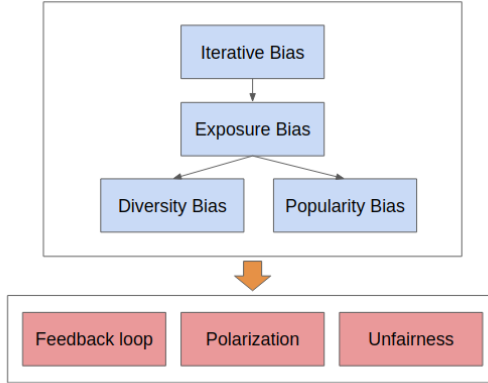 Iterative Bias
Exposure Bias
Diversity Bias
Popularity Bias
Feedback loop
Polarization
Unfairness